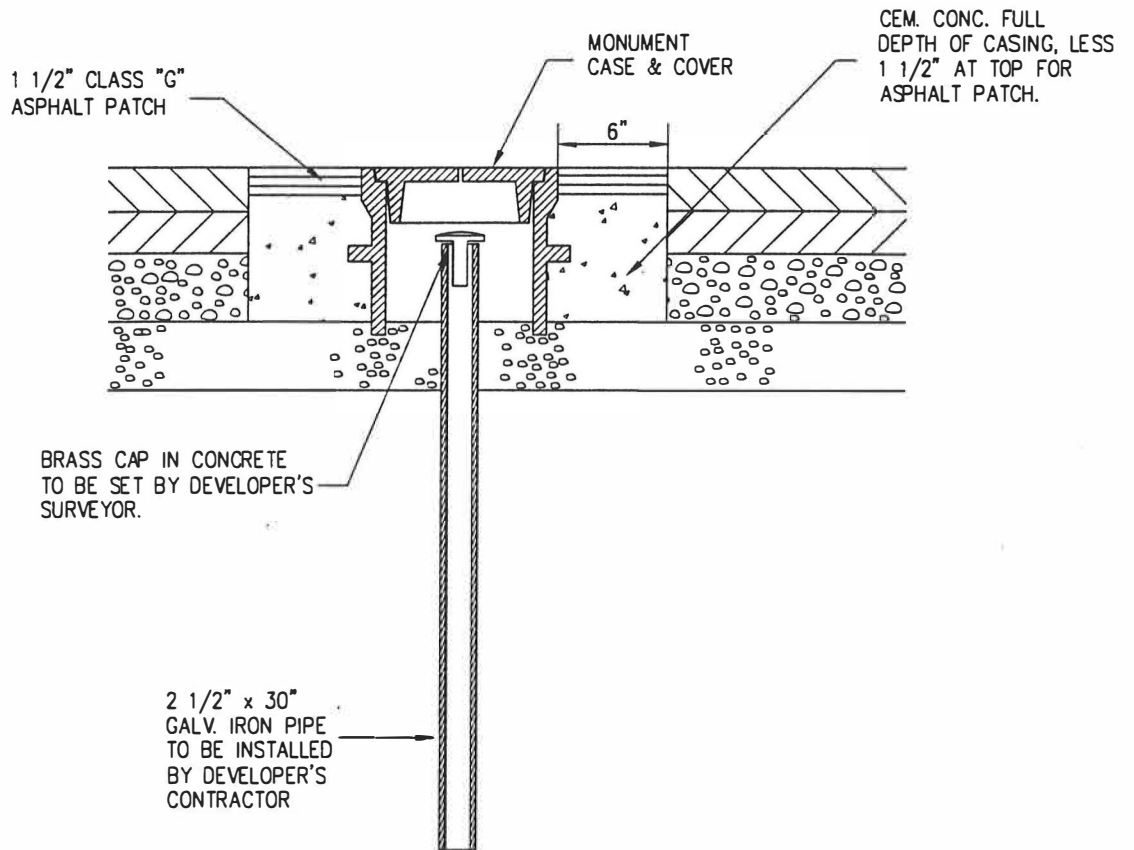 CEM. CONC. FULL
DEPTH OF CASING, LESS
1 1/2" AT TOP FOR
ASPHALT PATCH.
MONUMENT
CASE & COVER
1 1/2" CLASS "G"
ASPHALT PATCH
6"
BRASS CAP IN CONCRETE
TO BE SET BY DEVELOPER'S
SURVEYOR.
2 1/2" x 30"
GALV. IRON PIPE
TO BE INSTALLED
BY DEVELOPER'S
CONTRACTOR